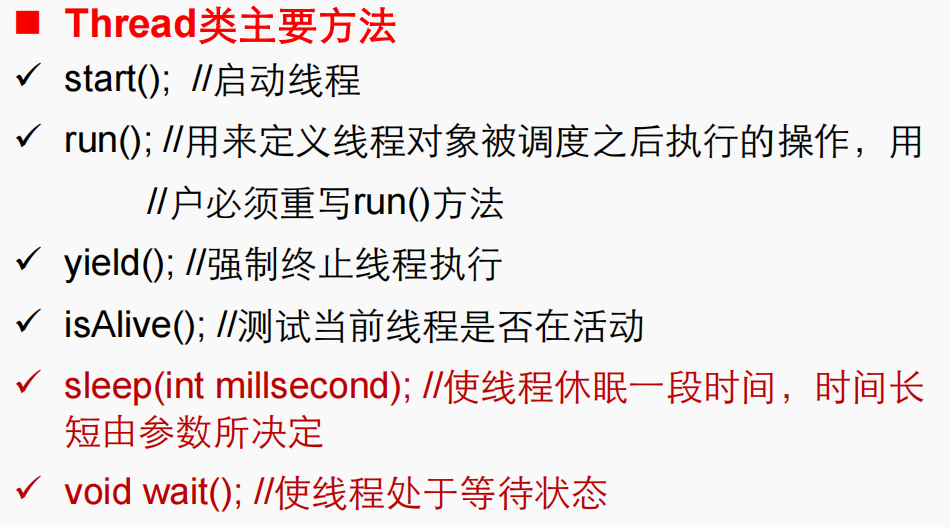 ■ Thread类主要方法
✓ start(); //启动线程
✓ run(); //用来定义线程对象被调度之后执行的操作，用
//户必须重写run()方法
✓ yield(); //强制终止线程执行
✓ isAlive(); //测试当前线程是否在活动
✓ sleep(int millsecond); //使线程休眠一段时间，时间长
短由参数所决定
✓ void wait(); //使线程处于等待状态